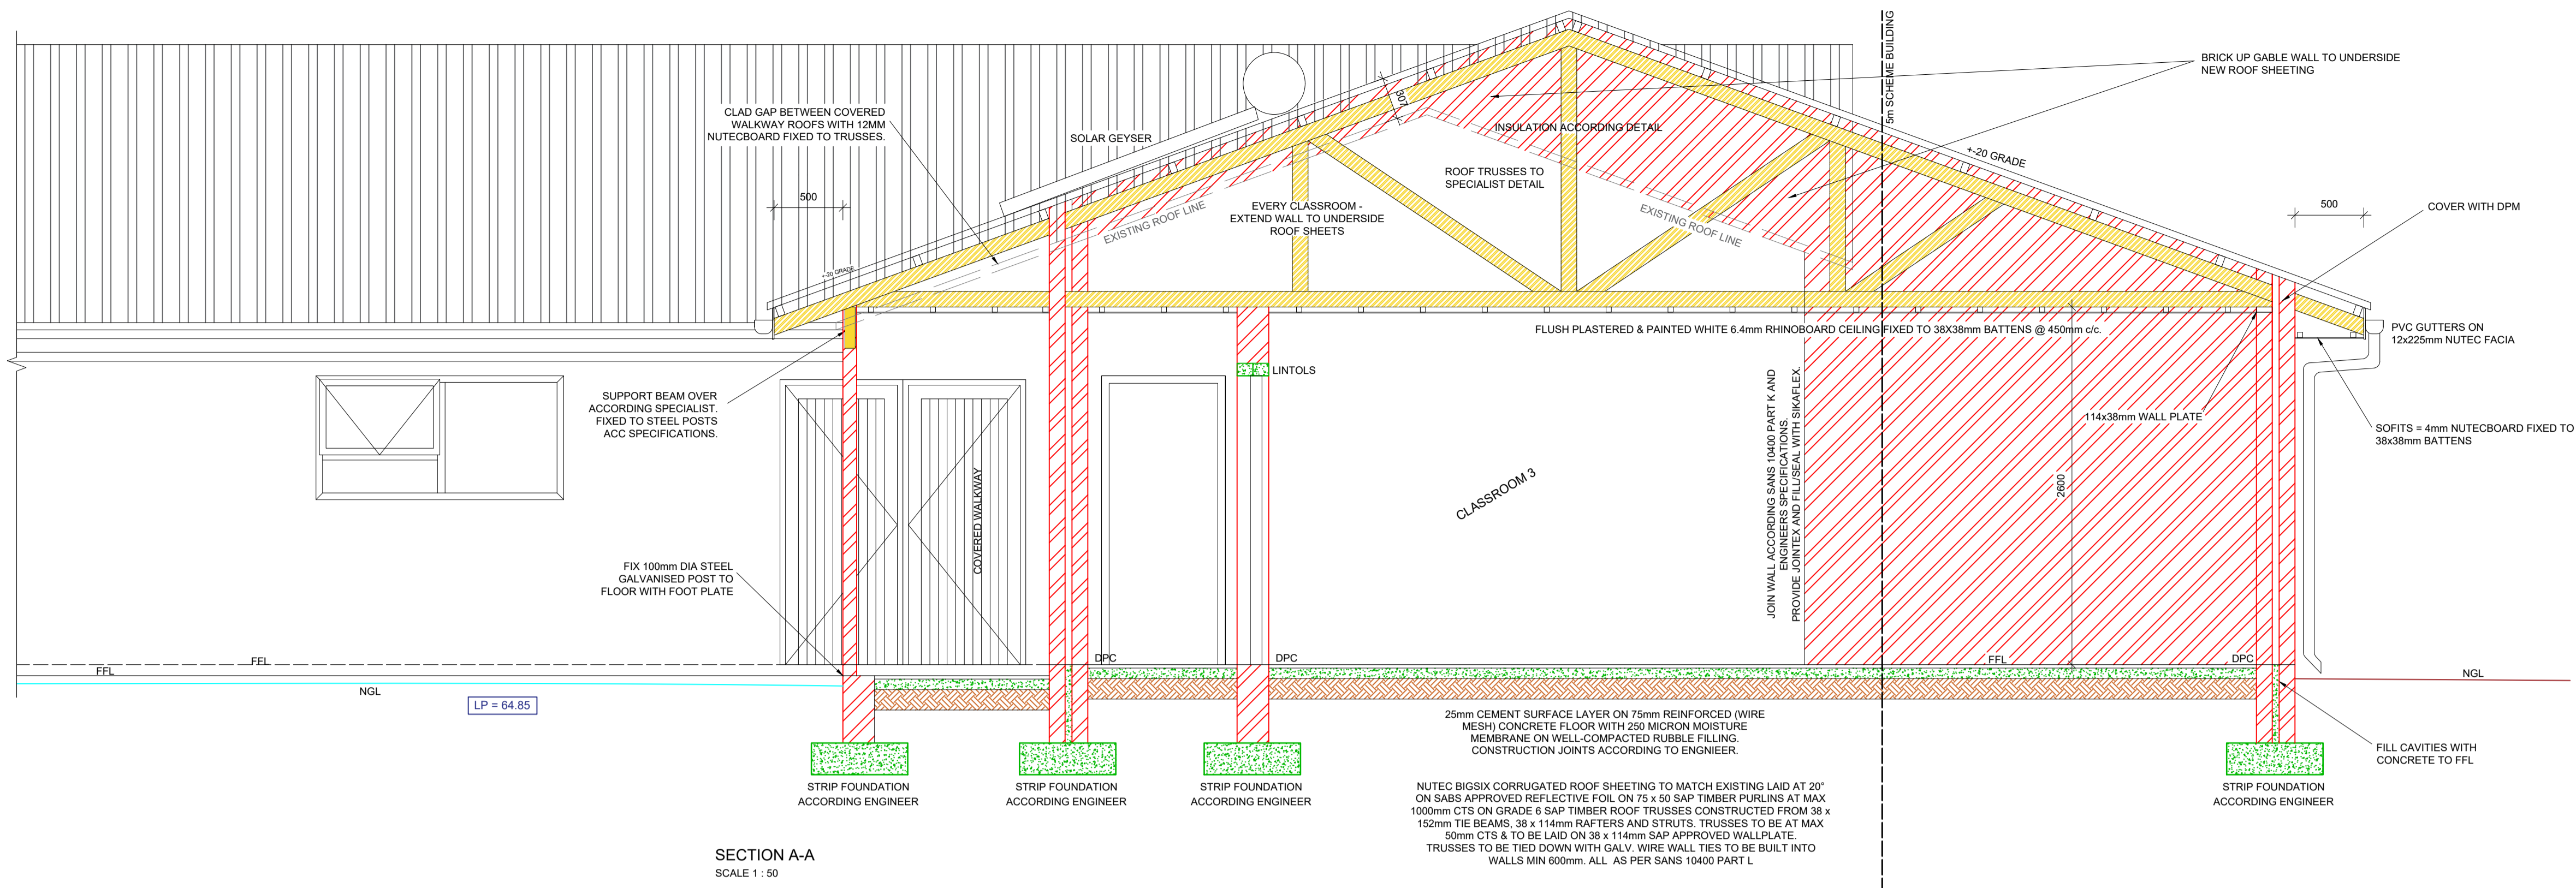 5m SCHEME BUILDING
BRICK UP GABLE WALL TO UNDERSIDE
NEW ROOF SHEETING
CLAD GAP BETWEEN COVERED
WALKWAY ROOFS WITH 12MM
NUTECBOARD FIXED TO TRUSSES.
SOLAR GEYSER
307
INSULATION ACCORDING DETAIL
+-20 GRADE
ROOF TRUSSES TO
SPECIALIST DETAIL
500
EVERY CLASSROOM -
EXTEND WALL TO UNDERSIDE
ROOF SHEETS
EXISTING ROOF LINE
EXISTING ROOF LINE
500
COVER WITH DPM
+-20 GRADE
FLUSH PLASTERED & PAINTED WHITE 6.4mm RHINOBOARD CEILING FIXED TO 38X38mm BATTENS @ 450mm c/c.
PVC GUTTERS ON
12x225mm NUTEC FACIA
LINTOLS
SUPPORT BEAM OVER
ACCORDING SPECIALIST.
FIXED TO STEEL POSTS
ACC SPECIFICATIONS.
114x38mm WALL PLATE
SOFITS = 4mm NUTECBOARD FIXED TO
38x38mm BATTENS
JOIN WALL ACCORDING SANS 10400 PART K AND
ENGINEERS SPECIFICATIONS.
PROVIDE JOINTEX AND FILL/SEAL WITH SIKAFLEX.
2600
CLASSROOM 3
COVERED WALKWAY
FIX 100mm DIA STEEL
GALVANISED POST TO
FLOOR WITH FOOT PLATE
FFL
FFL
DPC
DPC
FFL
DPC
NGL
NGL
LP = 64.85
25mm CEMENT SURFACE LAYER ON 75mm REINFORCED (WIRE
MESH) CONCRETE FLOOR WITH 250 MICRON MOISTURE
MEMBRANE ON WELL-COMPACTED RUBBLE FILLING.
CONSTRUCTION JOINTS ACCORDING TO ENGNIEER.
FILL CAVITIES WITH
CONCRETE TO FFL
STRIP FOUNDATION
ACCORDING ENGINEER
STRIP FOUNDATION
ACCORDING ENGINEER
STRIP FOUNDATION
ACCORDING ENGINEER
STRIP FOUNDATION
ACCORDING ENGINEER
NUTEC BIGSIX CORRUGATED ROOF SHEETING TO MATCH EXISTING LAID AT 20°
ON SABS APPROVED REFLECTIVE FOIL ON 75 x 50 SAP TIMBER PURLINS AT MAX
1000mm CTS ON GRADE 6 SAP TIMBER ROOF TRUSSES CONSTRUCTED FROM 38 x
152mm TIE BEAMS, 38 x 114mm RAFTERS AND STRUTS. TRUSSES TO BE AT MAX
50mm CTS & TO BE LAID ON 38 x 114mm SAP APPROVED WALLPLATE.
TRUSSES TO BE TIED DOWN WITH GALV. WIRE WALL TIES TO BE BUILT INTO
WALLS MIN 600mm. ALL AS PER SANS 10400 PART L
SECTION A-A
SCALE 1 : 50